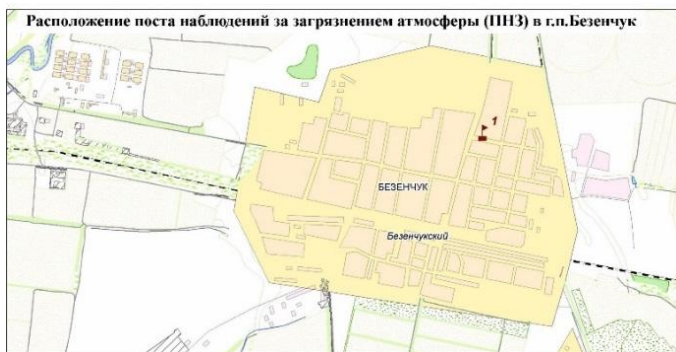 Расположение поста наблюдений за загрязнением атмосферы (ПНЗ) в г.п.Безенчук
1
БЕЗЕНЧУК
Безенчукский